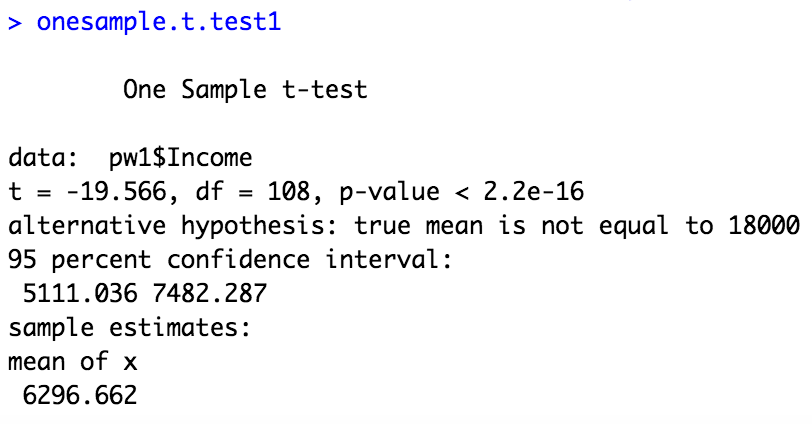 > onesample.t.test1
One Sample t-test
data:  pw1$Income
t = -19.566, df = 108, p-value < 2.2e-16
alternative hypothesis: true mean is not equal to 18000
95 percent confidence interval:
5111.036 7482.287
sample estimates:
mean of x
6296.662